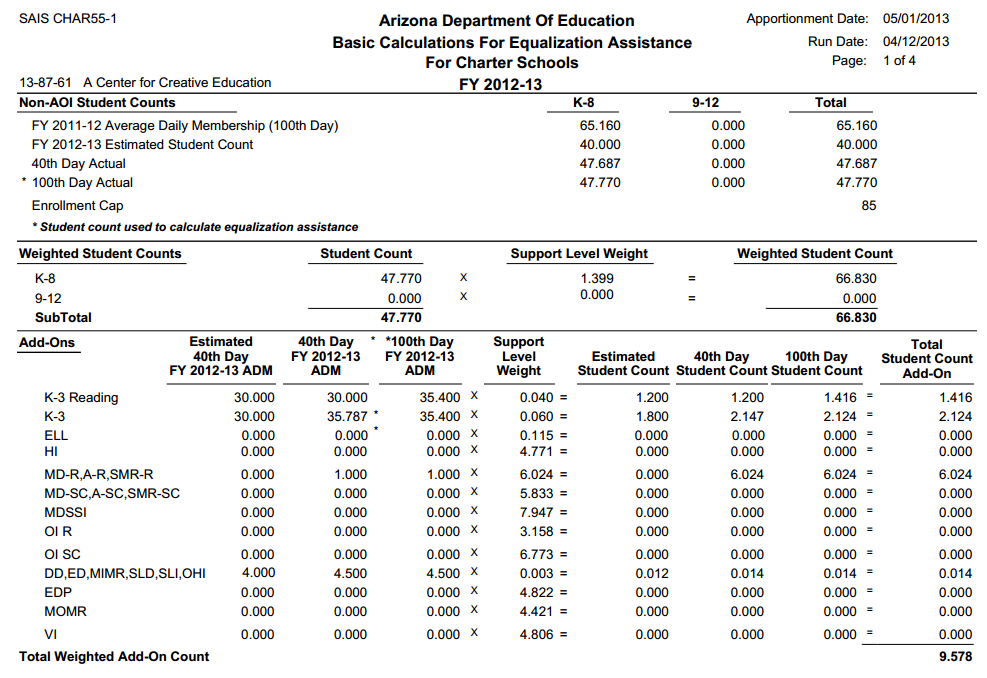 SAIS CHAR55-1
Arizona Department Of Education
Apportionment Date: 05/01/2013
Basic Calculations For Equalization Assistance
Run Date: 04/12/2013
For Charter Schools
Page: 1 of 4
13-87-61 A Center for Creative Education
FY 2012-13
Non-AOI Student Counts K-8 9-12 Total
FY 2011-12 Average Daily Membership (100th Day) 65.160 0.000 65.160
FY 2012-13 Estimated Student Count 40.000 0.000 40.000
40th Day Actual 47.687 0.000 47.687
* 100th Day Actual 47.770 0.000 47.770
Enrollment Cap 85
* Student count used to calculate equalization assistance
Weighted Student Counts Student Count Support Level Weight Weighted Student Count
K-8 47.770 X 1.399 = 66.830
9-12 0.000 X 0.000 = 0.000
SubTotal 47.770 66.830
Add-Ons Estimated 40th Day * *100th Day Support Total
40th Day FY 2012-13 FY 2012-13 Level Estimated 40th Day 100th Day Student Count
FY 2012-13 ADM ADM ADM Weight Student Count Student Count Student Count Add-On
K-3 Reading 30.000 30.000 35.400 X 0.040 = 1.200 1.200 1.416 = 1.416
K-3 30.000 35.787 * 35.400 X 0.060 = 1.800 2.147 2.124 = 2.124
ELL 0.000 0.000 * 0.000 X 0.115 = 0.000 0.000 0.000 = 0.000
HI 0.000 0.000 0.000 X 4.771 = 0.000 0.000 0.000 = 0.000
MD-R,A-R,SMR-R 0.000 1.000 1.000 X 6.024 = 0.000 6.024 6.024 = 6.024
MD-SC,A-SC,SMR-SC 0.000 0.000 0.000 X 5.833 = 0.000 0.000 0.000 = 0.000
MDSSI 0.000 0.000 0.000 X 7.947 = 0.000 0.000 0.000 = 0.000
OI R 0.000 0.000 0.000 X 3.158 = 0.000 0.000 0.000 = 0.000
OI SC 0.000 0.000 0.000 X 6.773 = 0.000 0.000 0.000 = 0.000
DD,ED,MIMR,SLD,SLI,OHI 4.000 4.500 4.500 X 0.003 = 0.012 0.014 0.014 = 0.014
EDP 0.000 0.000 0.000 X 4.822 = 0.000 0.000 0.000 = 0.000
MOMR 0.000 0.000 0.000 X 4.421 = 0.000 0.000 0.000 = 0.000
VI 0.000 0.000 0.000 X 4.806 = 0.000 0.000 0.000 = 0.000
Total Weighted Add-On Count 9.578